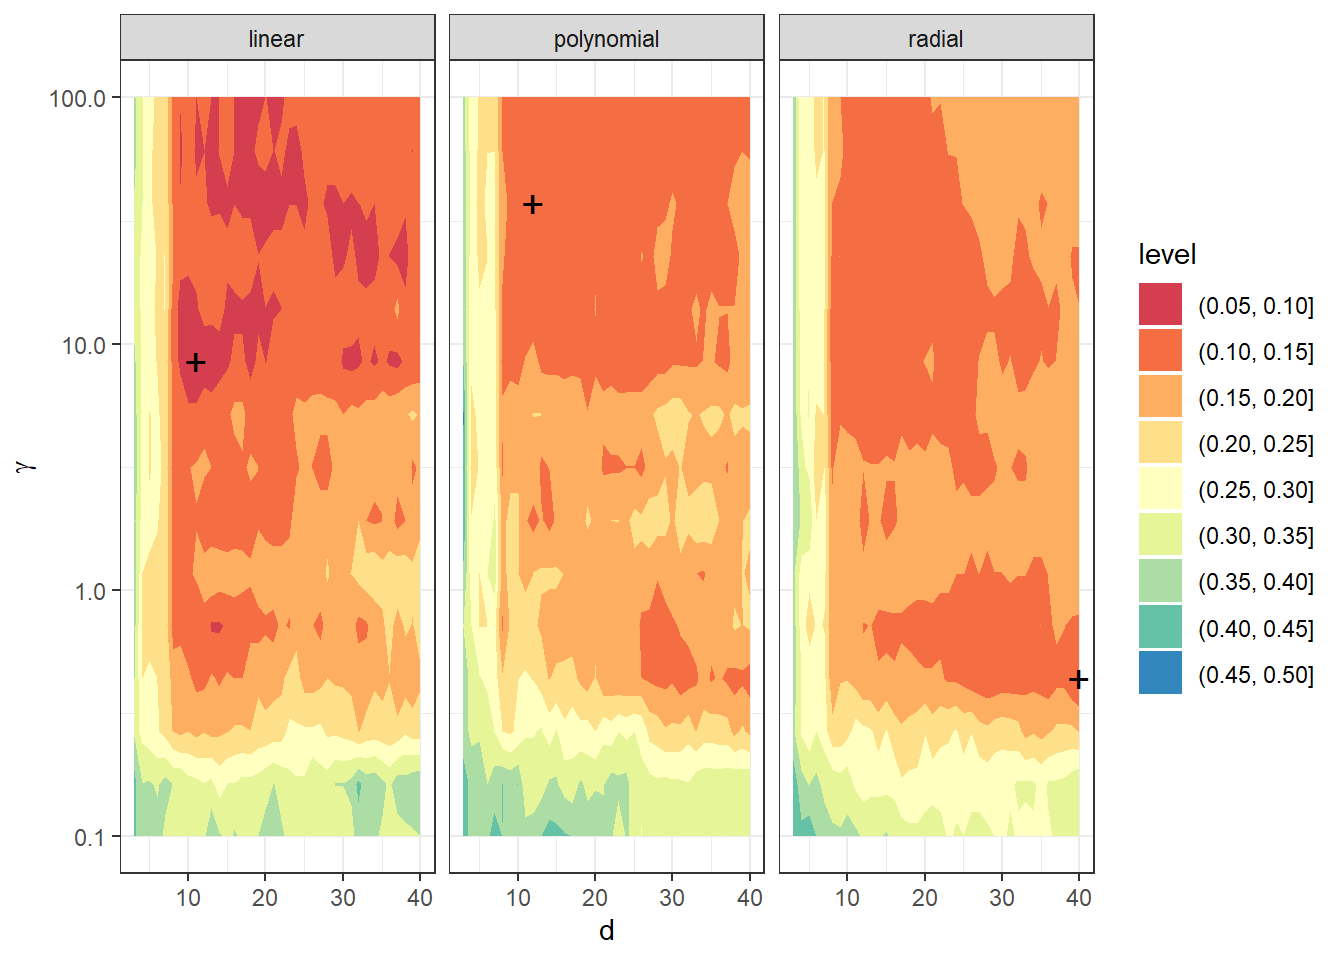 linear polynomial radial
100.0
10.0
1.0
0.1
γ
10 20 30 40 10 20 30 40 10 20 30 40
d
level
(0.05, 0.10]
(0.10, 0.15]
(0.15, 0.20]
(0.20, 0.25]
(0.25, 0.30]
(0.30, 0.35]
(0.35, 0.40]
(0.40, 0.45]
(0.45, 0.50]